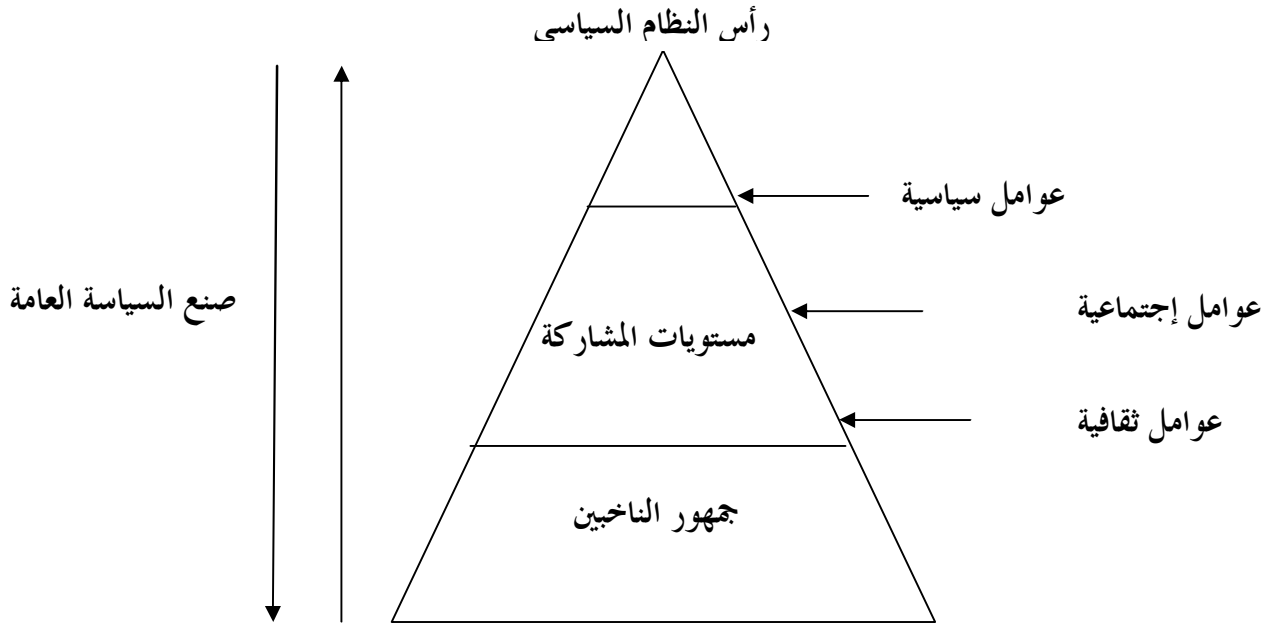 رأس النظام السياسي
عوامل سياسية
عوامل إجتماعية
صنع السياسة العامة
مستويات المشاركة
عوامل ثقافية
جمهور الناخبين